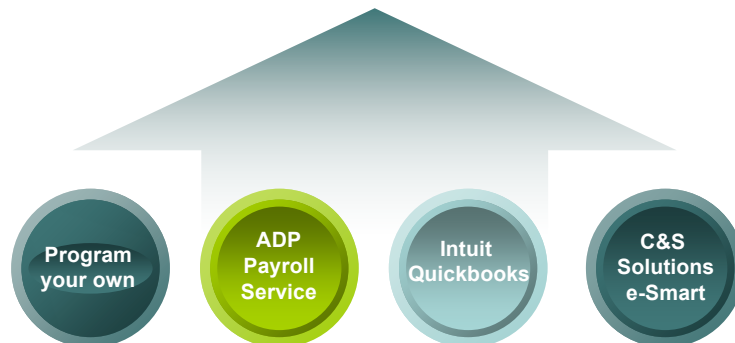 Program
your own
ADP
Payroll
Service
Intuit
Quickbooks
C&S
Solutions
e-Smart